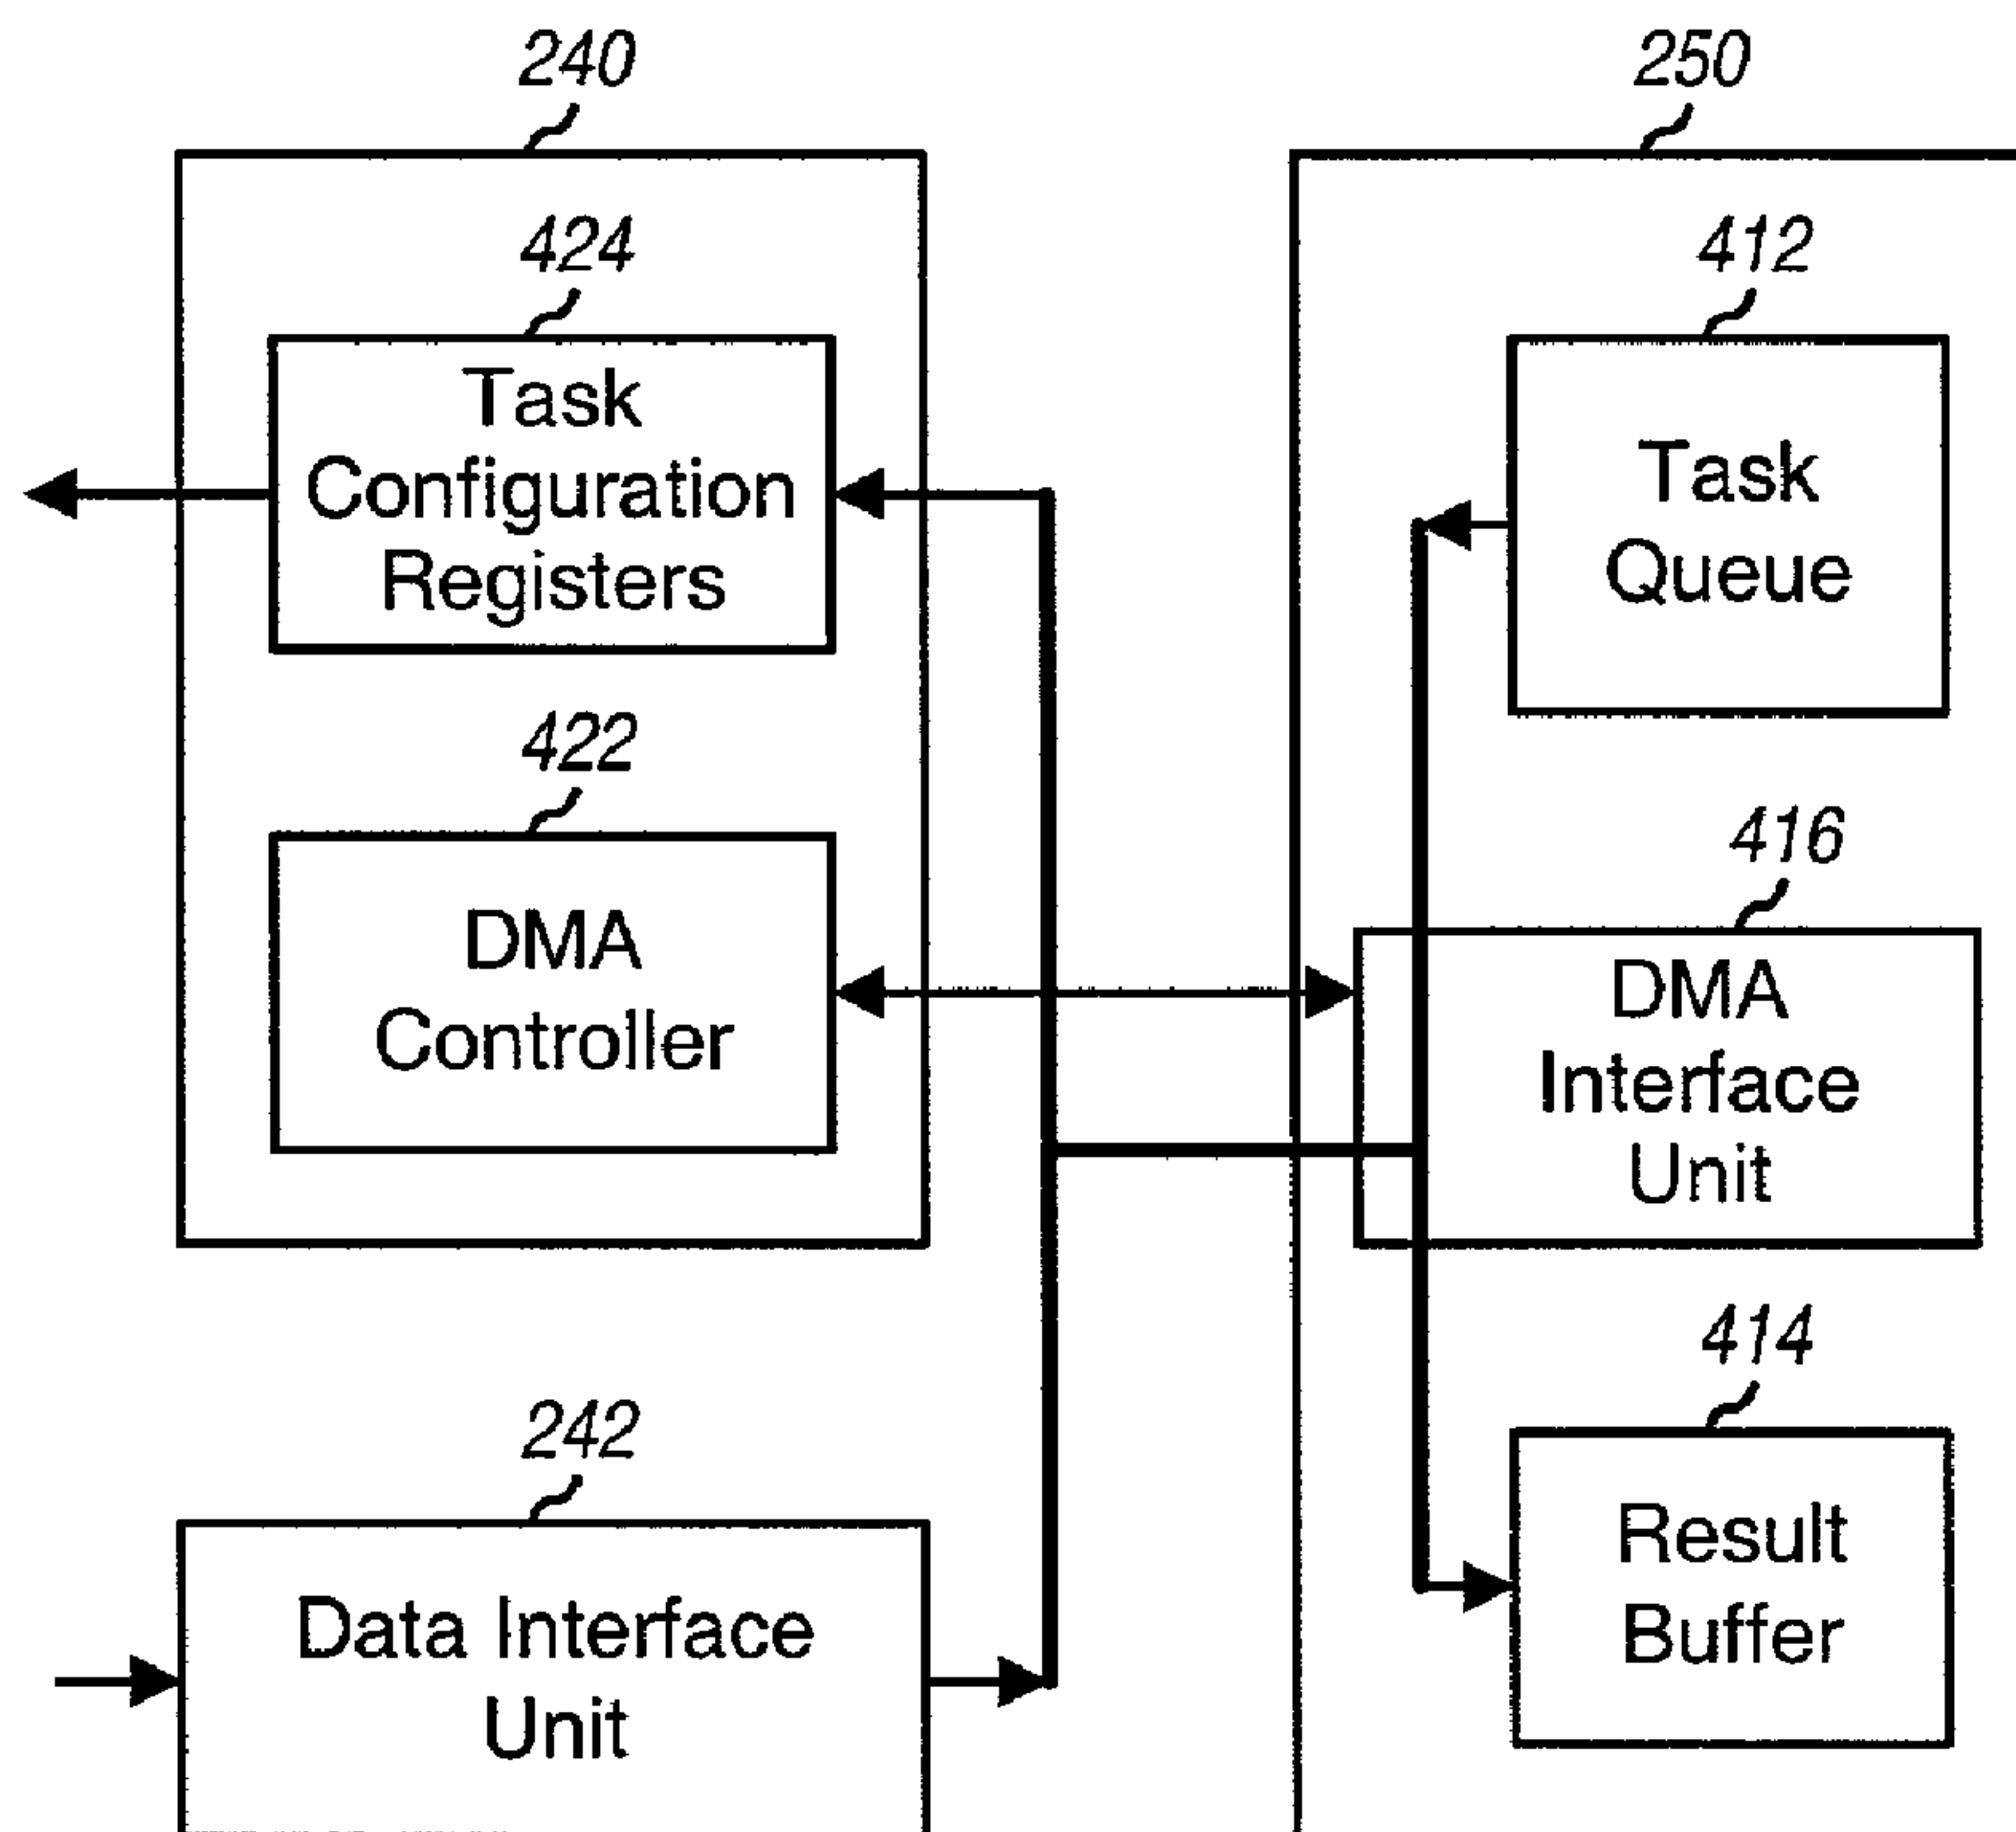 240
250
424
Task
Configuration
Registers
412
Task
Queue
422
DMA
Controller
416
DMA
Interface
Unit
414
Result
Buffer
242
Data Interface
Unit